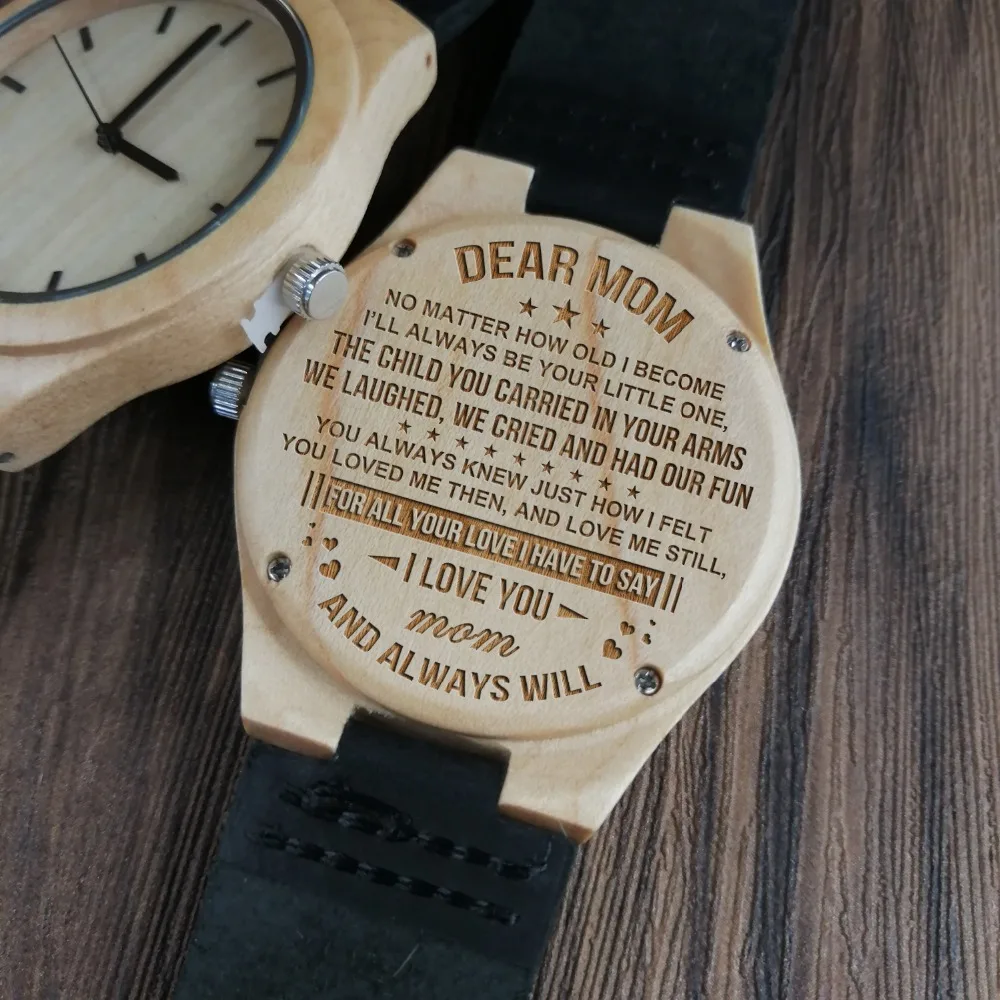 DEAR MOM
NO MATTER HOW OLD I BECOME
I'LL ALWAYS BE YOUR LITTLE ONE,
THE CHILD YOU CARRIED IN YOUR ARMS
WE LAUGHED, WE CRIED AND HAD OUR FUN
YOU ALWAYS KNEW JUST HOW I FELT
YOU LOVED ME THEN, AND LOVE ME STILL,
FOR ALL YOUR LOVE I HAVE TO SAY
I LOVE YOU
mom
AND ALWAYS WILL